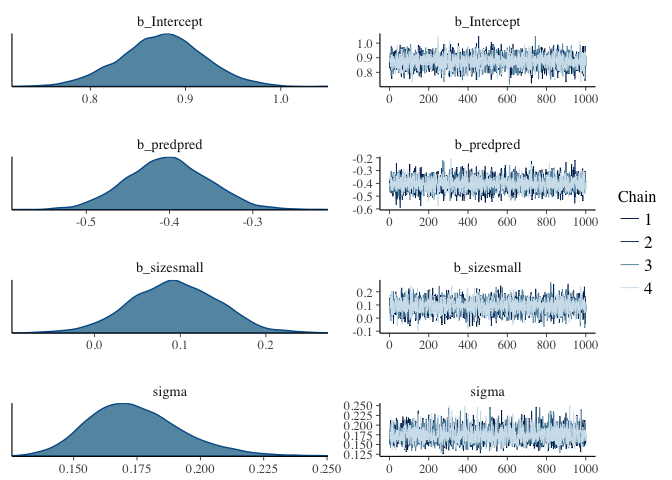 b_Intercept
0.8 0.9 1.0
b_Intercept
1.0
0.9
0.8
0 200 400 600 800 1000
b_predpred
-0.5 -0.4 -0.3
b_predpred
-0.2
-0.3
-0.4
-0.5
-0.6
0 200 400 600 800 1000
b_sizesmall
0.0 0.1 0.2
b_sizesmall
0.2
0.1
0.0
-0.1
0 200 400 600 800 1000
sigma
0.150 0.175 0.200 0.225 0.250
sigma
0.250
0.225
0.200
0.175
0.150
0.125
0 200 400 600 800 1000
Chain
1
2
3
4